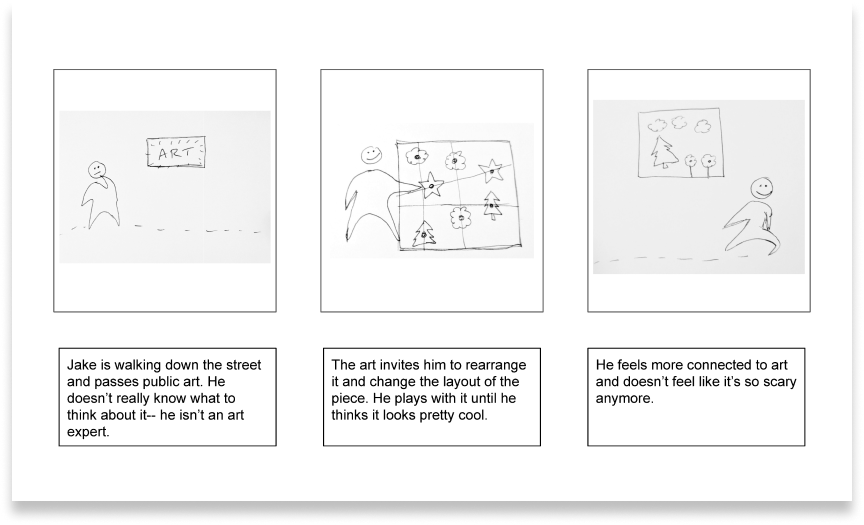 ART
Jake is walking down the street
and passes public art. He
doesn't really know what to
think about it-- he isn't an art
expert.
The art invites him to rearrange
it and change the layout of the
piece. He plays with it until he
thinks it looks pretty cool.
He feels more connected to art
and doesn't feel like it's so scary
anymore.